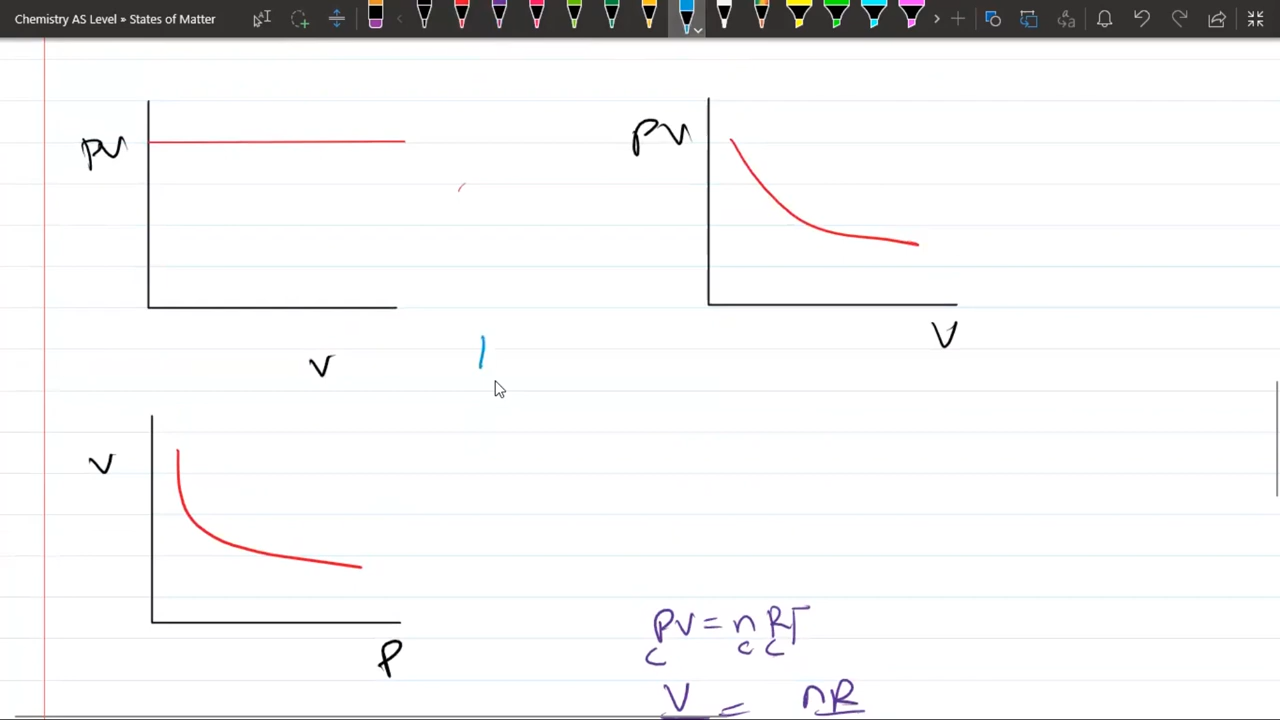 Chemistry AS Level » States of Matter
PV
PV
V
V
V
P
PV = nRT
C C C
V = nR